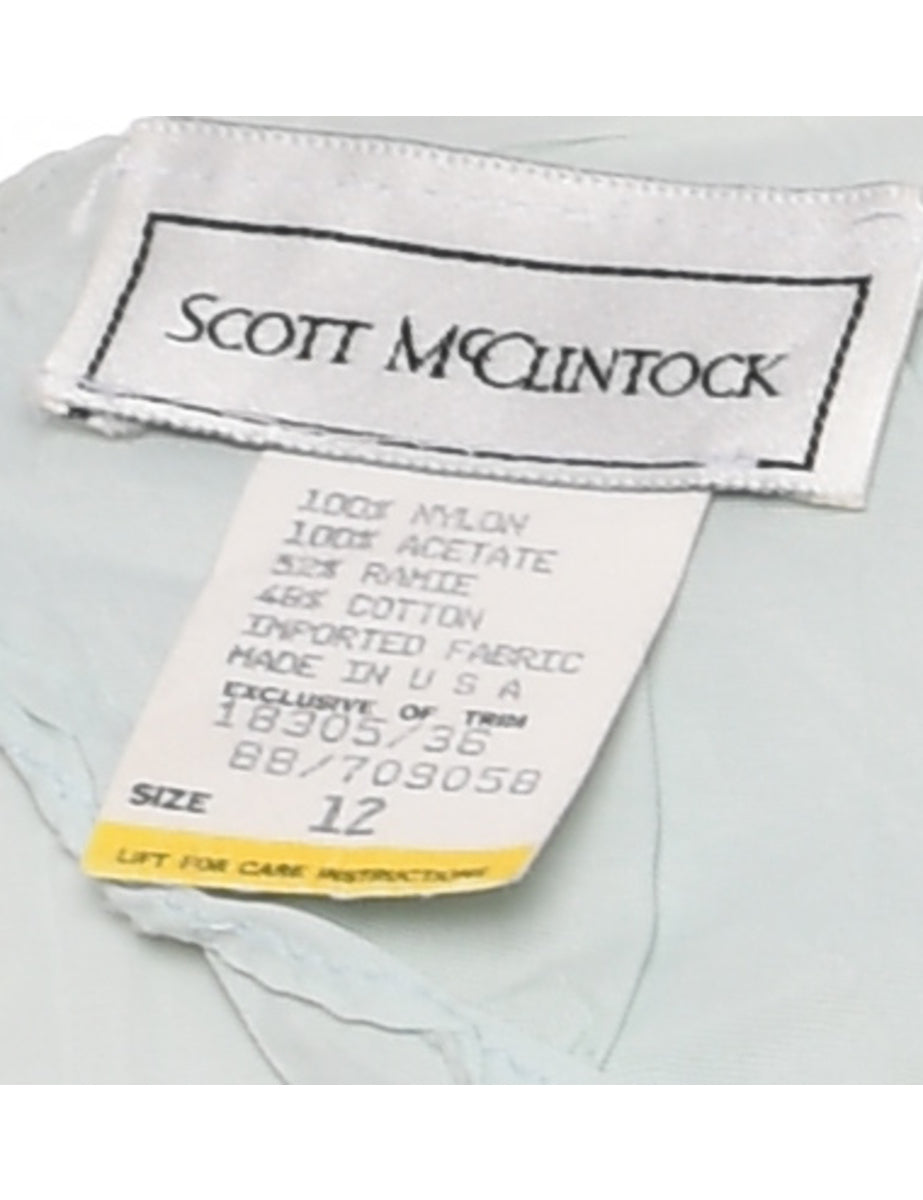 SCOTT McCLINTOCK
100% NYLON
100% ACETATE
52% RAMIE
48% COTTON
IMPORTED FABRIC
MADE IN U S A
EXCLUSIVE OF TRIM
18305/36
88/709058
SIZE 12
LIFT FOR CARE INSTRUCTIONS